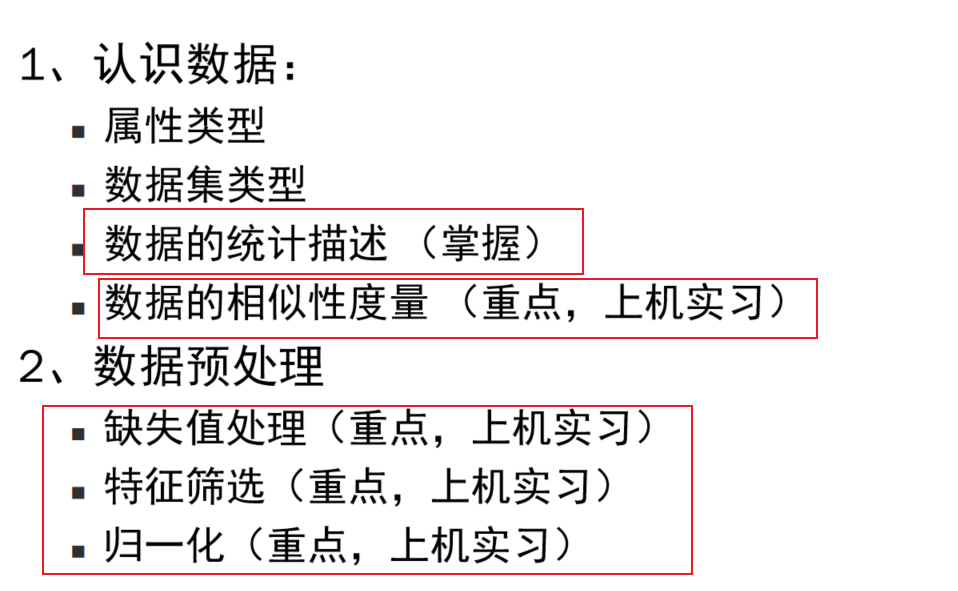 1、认识数据：
▪ 属性类型
▪ 数据集类型
▪ 数据的统计描述 （掌握）
▪ 数据的相似性度量 （重点，上机实习）
2、数据预处理
▪ 缺失值处理（重点，上机实习）
▪ 特征筛选（重点，上机实习）
▪ 归一化（重点，上机实习）